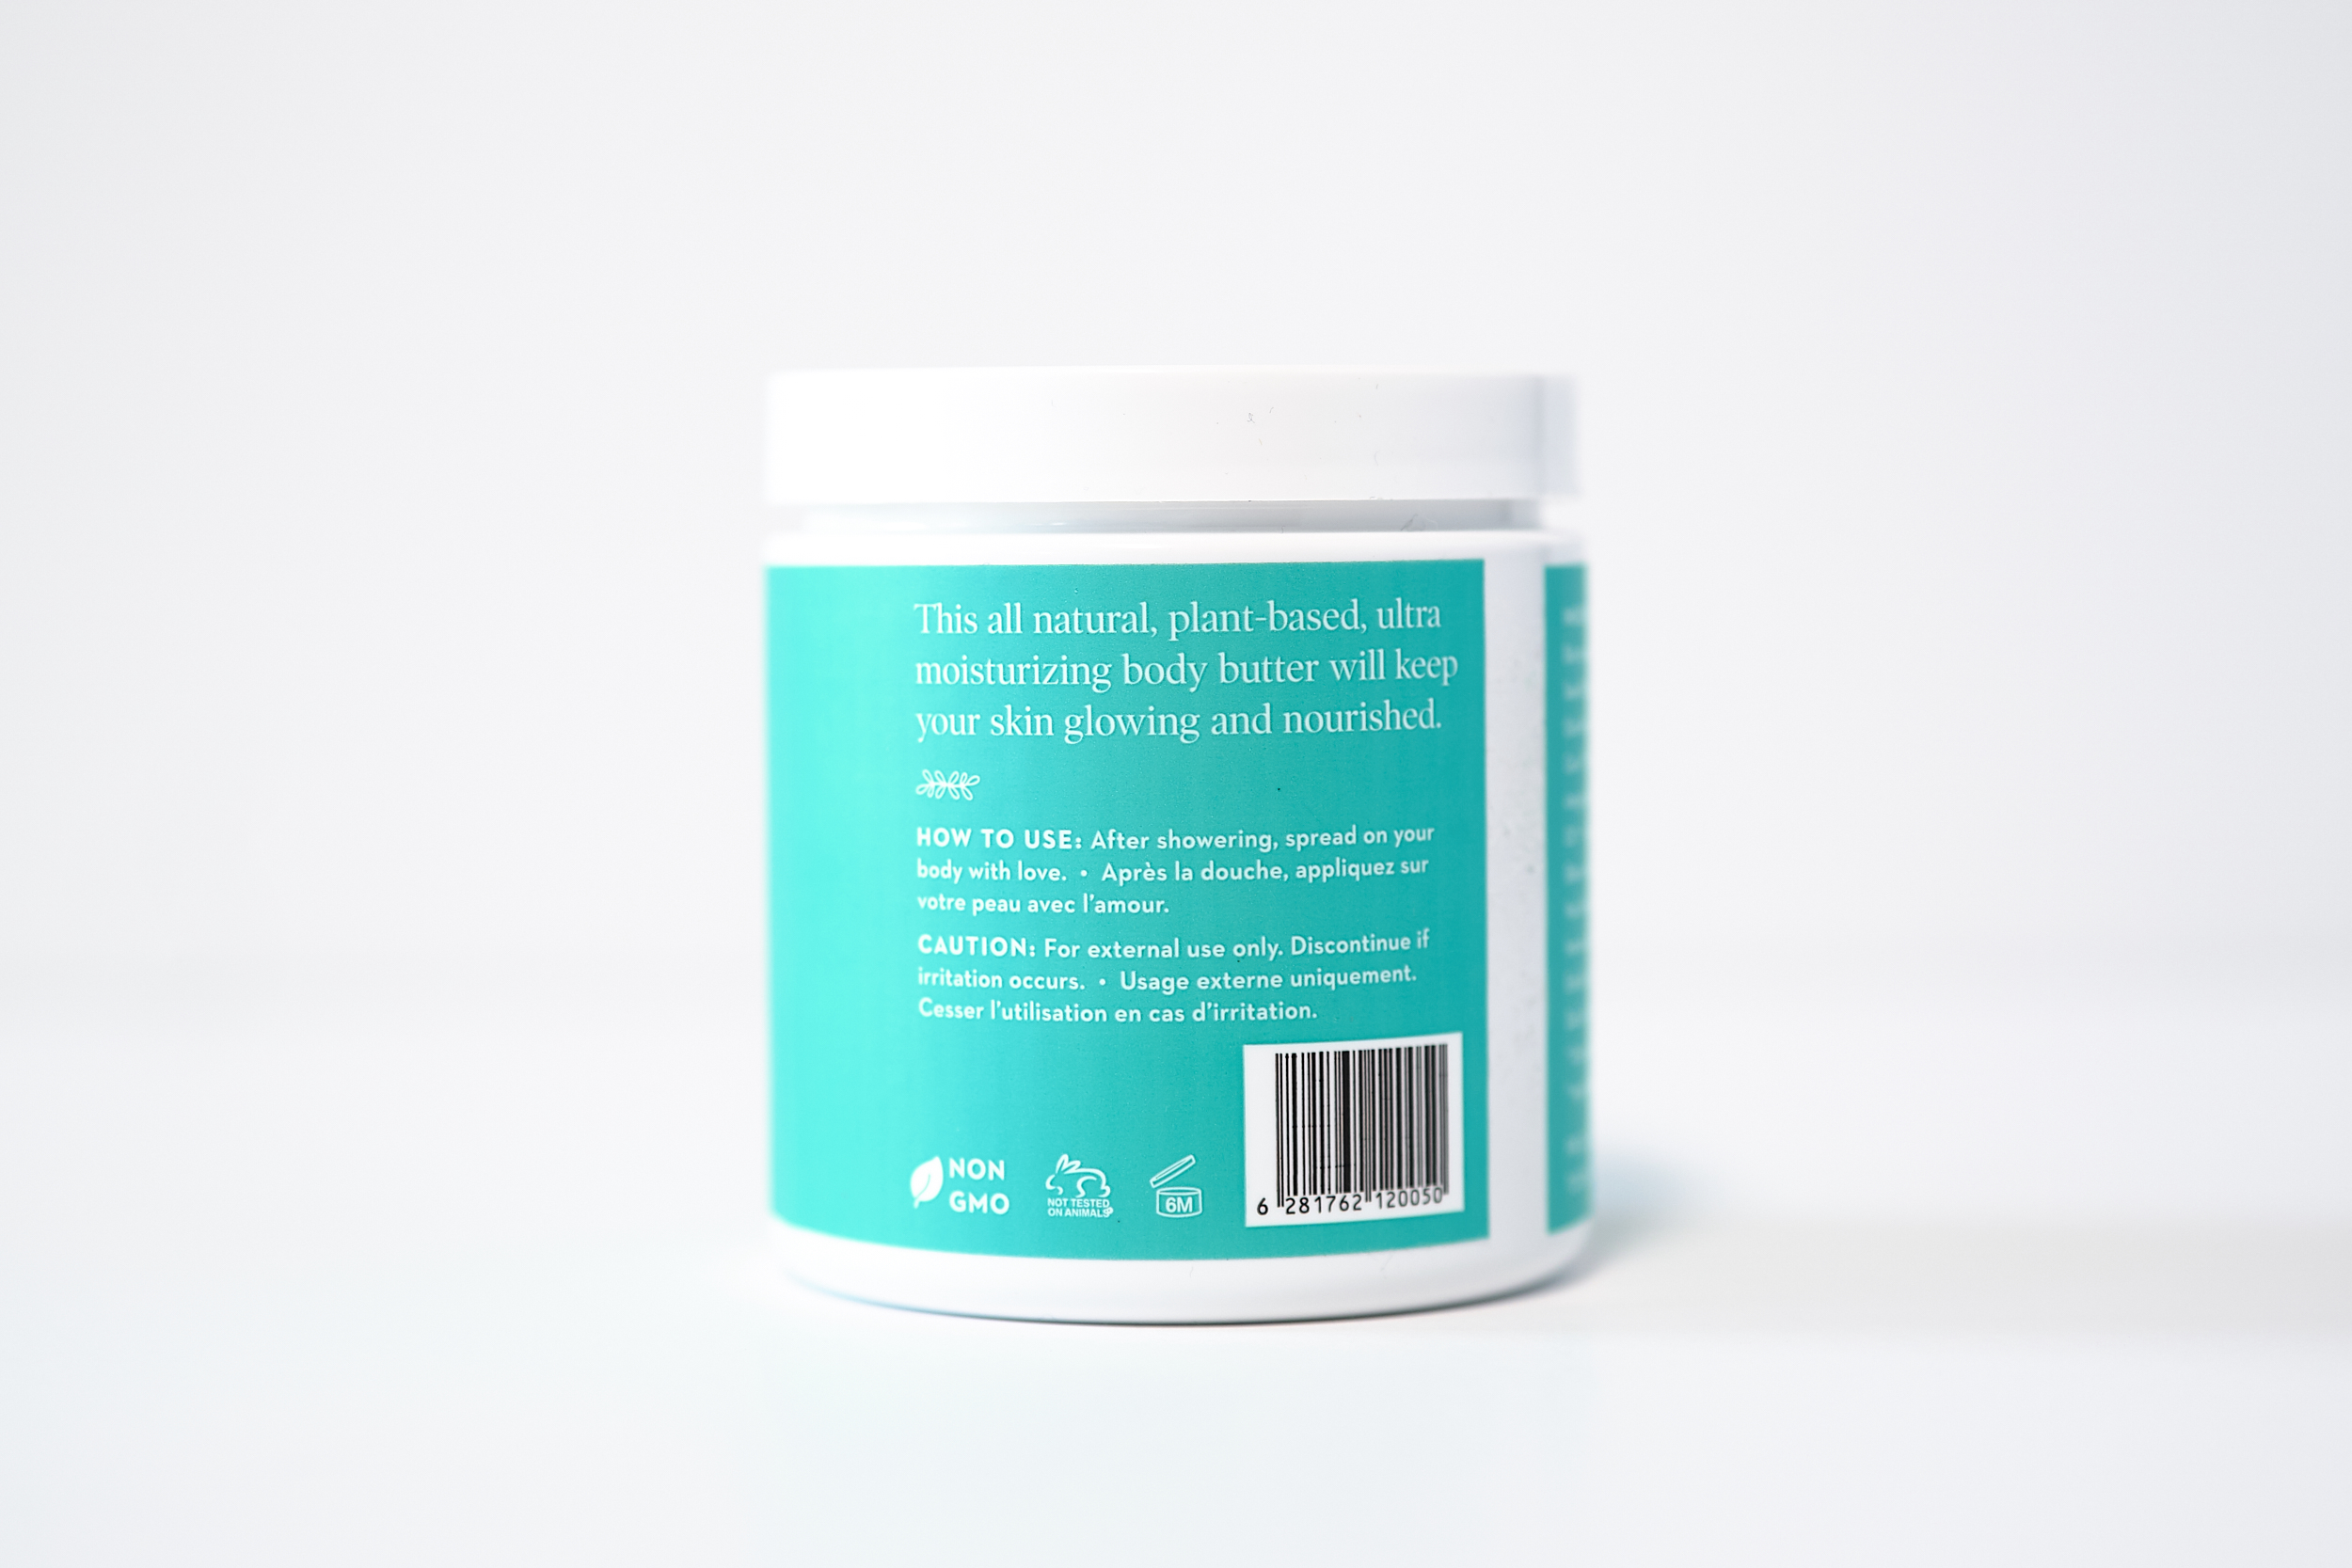 This all natural, plant-based, ultra
moisturizing body butter will keep
your skin glowing and nourished.
HOW TO USE: After showering, spread on your
body with love. • Après la douche, appliquez sur
votre peau avec l'amour.
CAUTION: For external use only. Discontinue if
irritation occurs. • Usage externe uniquement.
Cesser l'utilisation en cas d'irritation.
NON
GMO
NOT TESTED
ON ANIMALS
6M
6 281762 120050